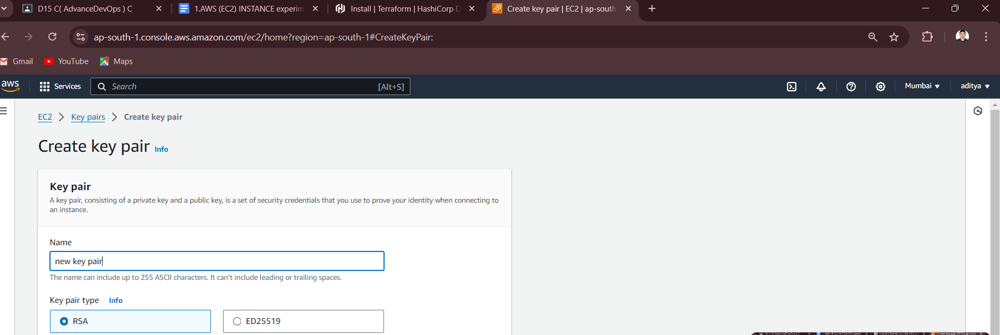 D15 C( AdvanceDevOps ) C
1.AWS (EC2) INSTANCE experim
Install | Terraform | HashiCorp D
Create key pair | EC2 | ap-south
ap-south-1.console.aws.amazon.com/ec2/home?region=ap-south-1#CreateKeyPair:
Gmail YouTube Maps
aws Services Search [Alt+S] Mumbai aditya
EC2 Key pairs Create key pair
Create key pair Info
Key pair
A key pair, consisting of a private key and a public key, is a set of security credentials that you use to prove your identity when connecting to
an instance.
Name
new key pair
The name can include up to 255 ASCII characters. It can't include leading or trailing spaces.
Key pair type Info
RSA ED25519